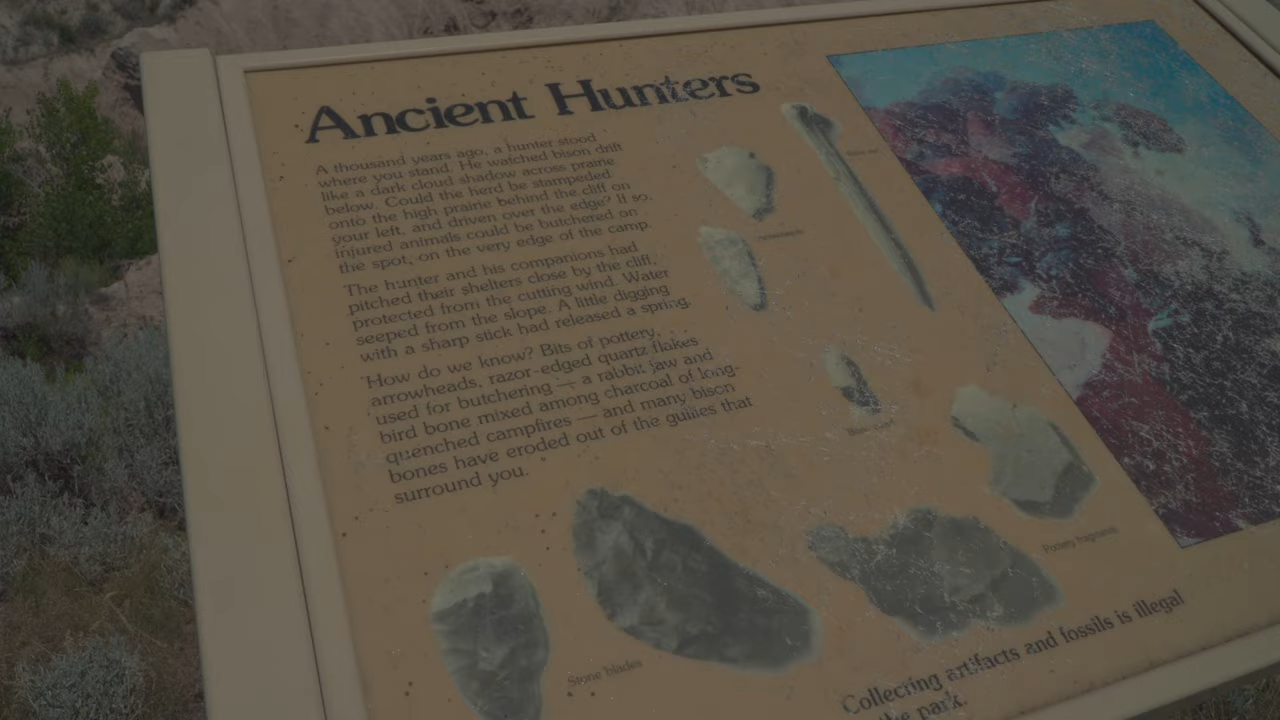 Ancient Hunters
A thousand years ago, a hunter stood
where you stand. He watched bison drift
like a dark cloud shadow across prairie
below. Could the herd be stampeded
onto the high prairie behind the cliff on
your left, and driven over the edge? If so,
injured animals could be butchered on
the spot, on the very edge of the camp.
The hunter and his companions had
pitched their shelters close by the cliff,
protected from the cutting wind. Water
seeped from the slope. A little digging
with a sharp stick had released a spring.
How do we know? Bits of pottery,
arrowheads, razor-edged quartz flakes
used for butchering — a rabbit jaw and
bird bone mixed among charcoal of long-
quenched campfires — and many bison
bones have eroded out of the gullies that
surround you.
Pottery fragments
Stone blades
Collecting artifacts and fossils is illegal
the park.